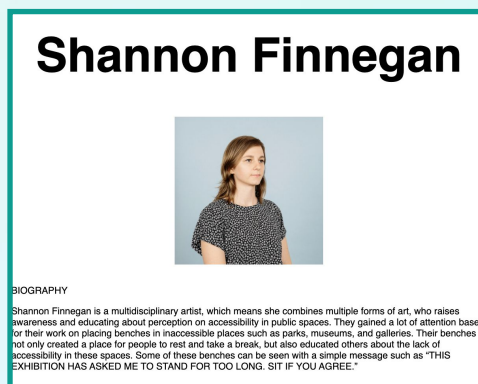 Shannon Finnegan
BIOGRAPHY
Shannon Finnegan is a multidisciplinary artist, which means she combines multiple forms of art, who raises
awareness and educating about perception on accessibility in public spaces. They gained a lot of attention base
for their work on placing benches in inaccessible places such as parks, museums, and galleries. Their benches
not only created a place for people to rest and take a break, but also educated others about the lack of
accessibility in these spaces. Some of these benches can be seen with a simple message such as “THIS
EXHIBITION HAS ASKED ME TO STAND FOR TOO LONG. SIT IF YOU AGREE.”